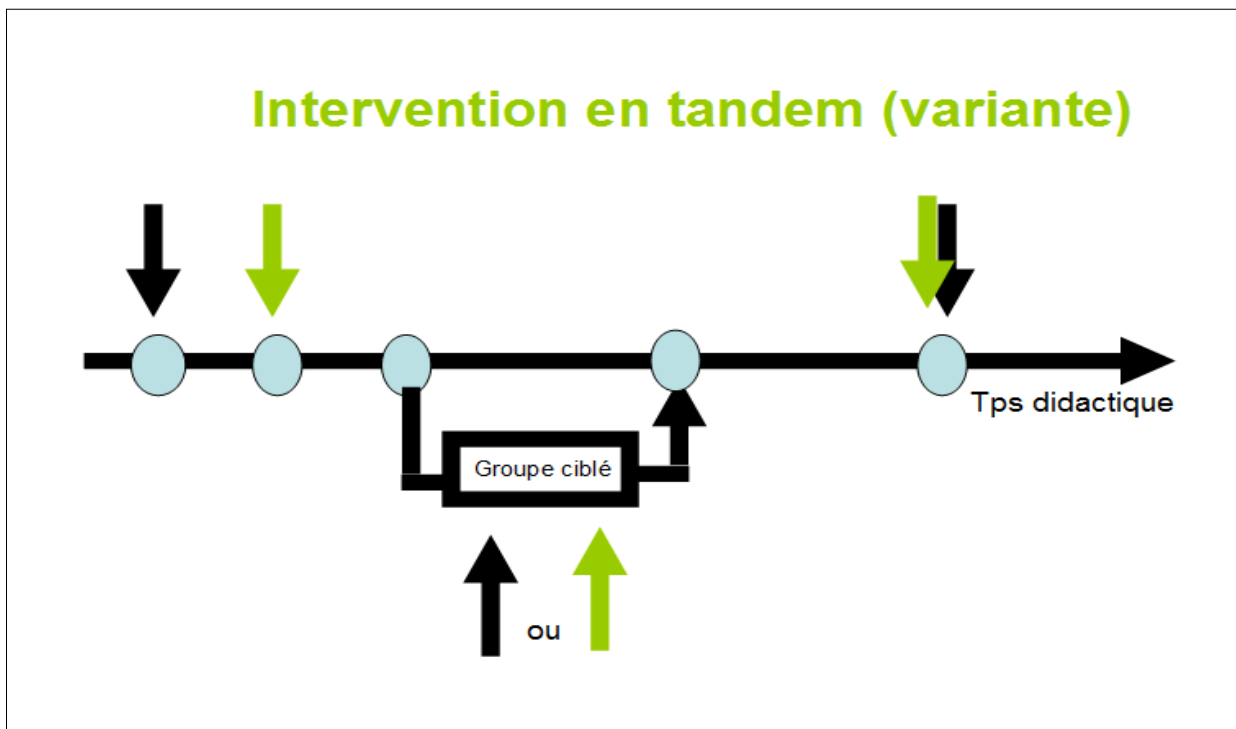 Intervention en tandem (variante)
Tps didactique
Groupe ciblé
ou